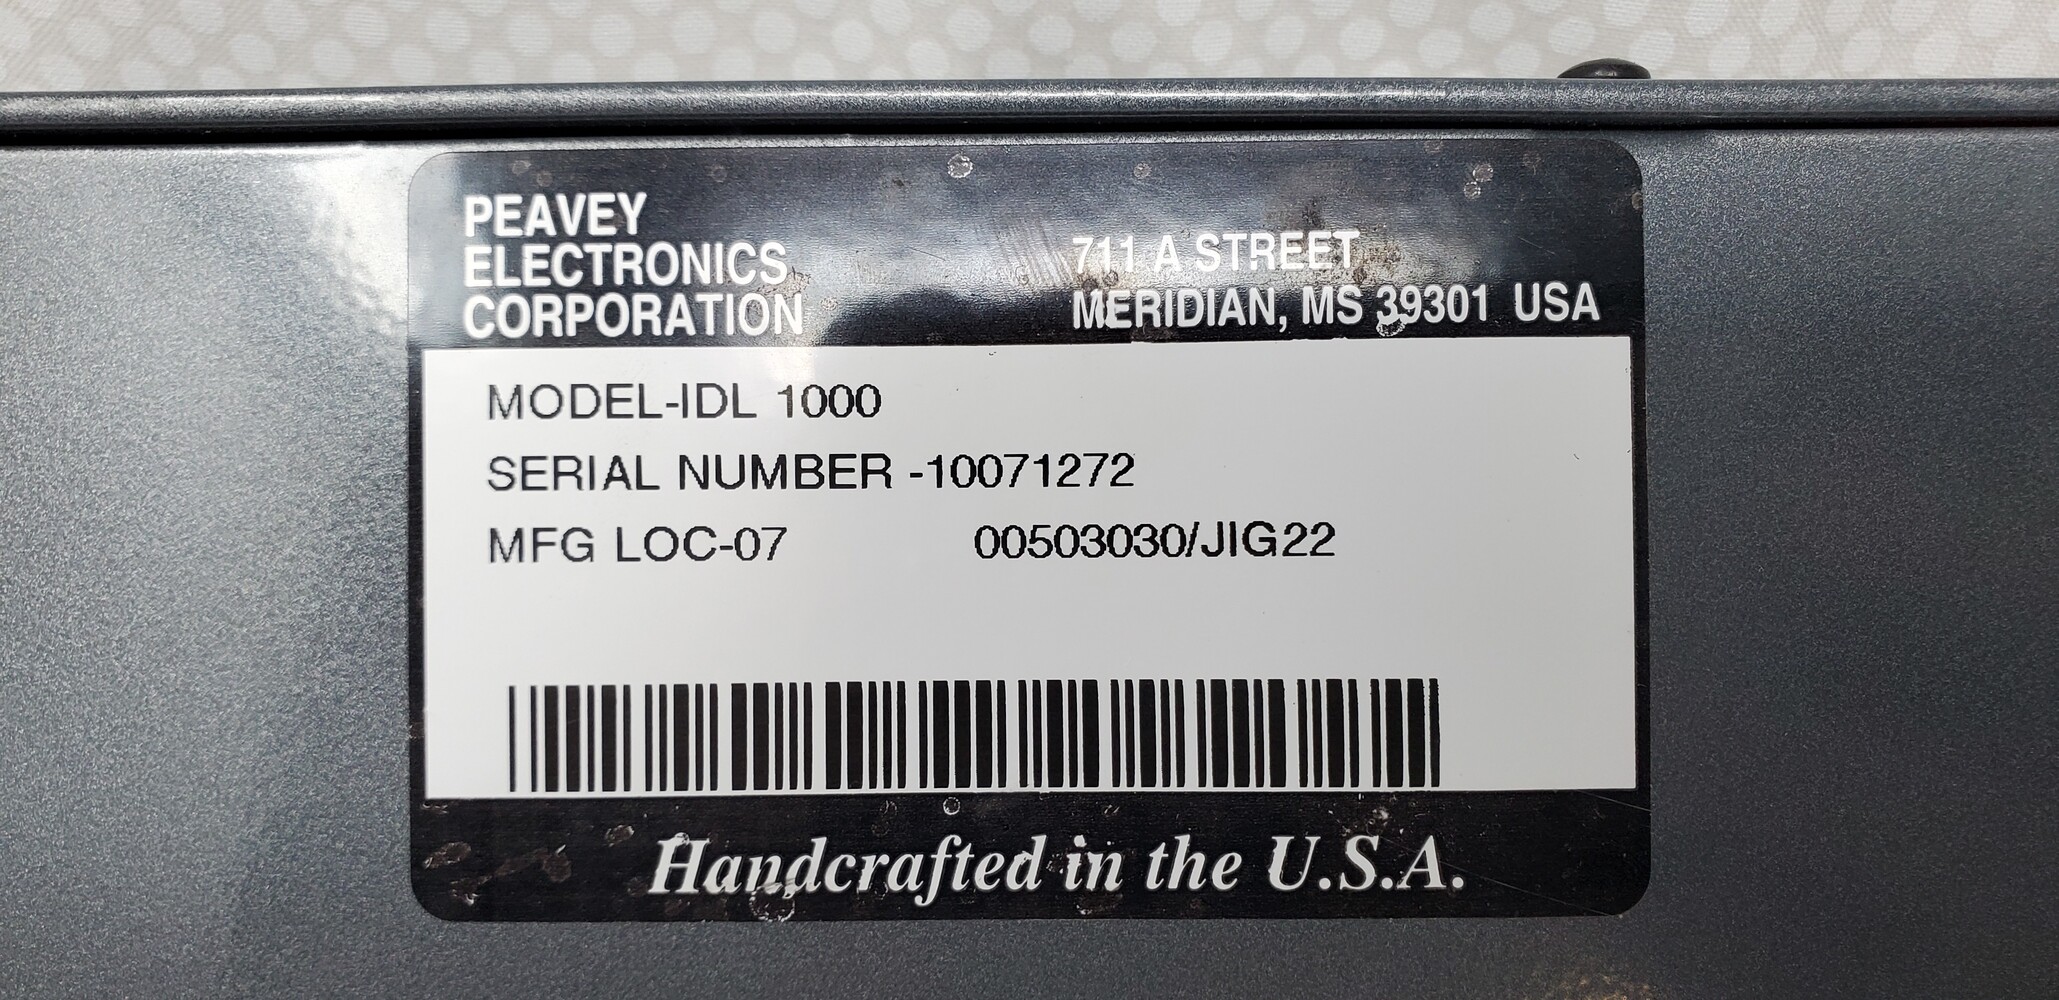 PEAVEY
ELECTRONICS
CORPORATION
711 A STREET
MERIDIAN, MS 39301 USA
MODEL-IDL 1000
SERIAL NUMBER -10071272
MFG LOC-07 00503030/JIG22
Handcrafted in the U.S.A.